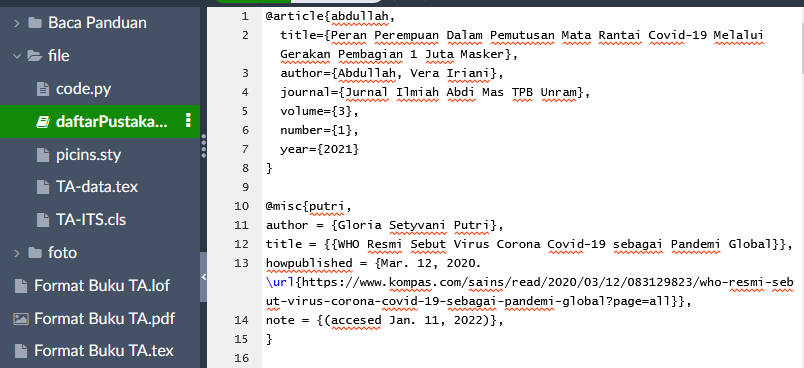 Baca Panduan
file
code.py
daftarPustaka...
picins.sty
TA-data.tex
TA-ITS.cls
foto
Format Buku TA.lof
Format Buku TA.pdf
Format Buku TA.tex
1 @article{abdullah,
2 title={Peran Perempuan Dalam Pemutusan Mata Rantai Covid-19 Melalui
Gerakan Pembagian 1 Juta Masker},
3 author={Abdullah, Vera Iriani},
4 journal={Jurnal Ilmiah Abdi Mas TPB Unram},
5 volume={3},
6 number={1},
7 year={2021}
8 }
9
10 @misc{putri,
11 author = {Gloria Setyvani Putri},
12 title = {{WHO Resmi Sebut Virus Corona Covid-19 sebagai Pandemi Global}},
13 howpublished = {Mar. 12, 2020.
\url{https://www.kompas.com/sains/read/2020/03/12/083129823/who-resmi-seb
ut-virus-corona-covid-19-sebagai-pandemi-global?page=all}},
14 note = {(accesed Jan. 11, 2022)},
15 }
16